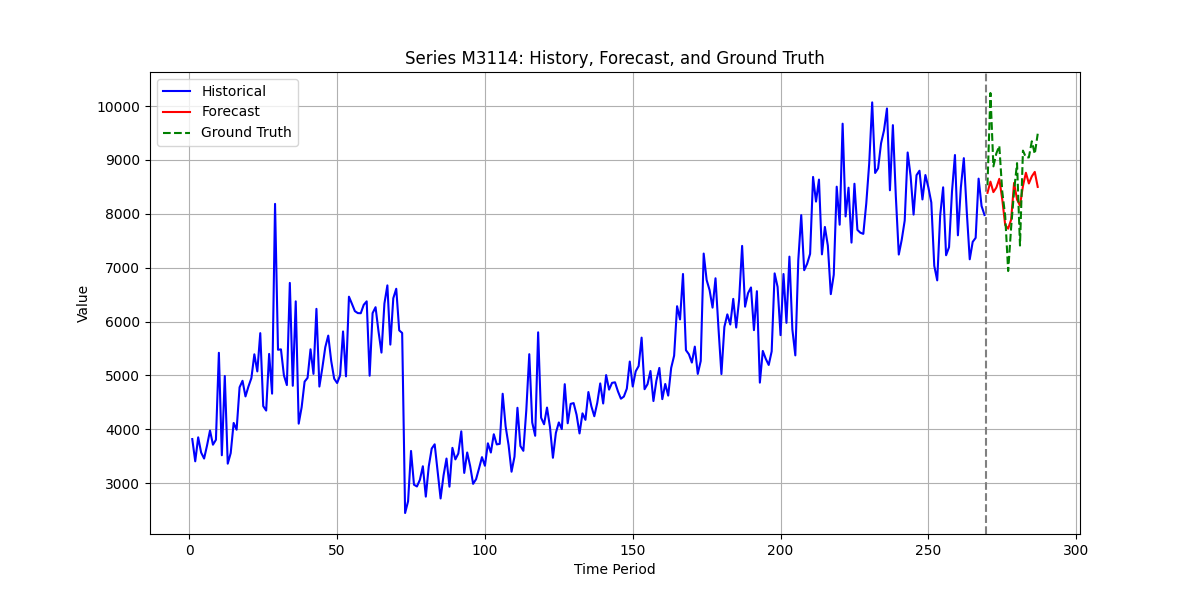 Series M3114: History, Forecast, and Ground Truth
Historical
Forecast
Ground Truth
10000
9000
8000
7000
6000
5000
4000
3000
Value
0 50 100 150 200 250 300
Time Period